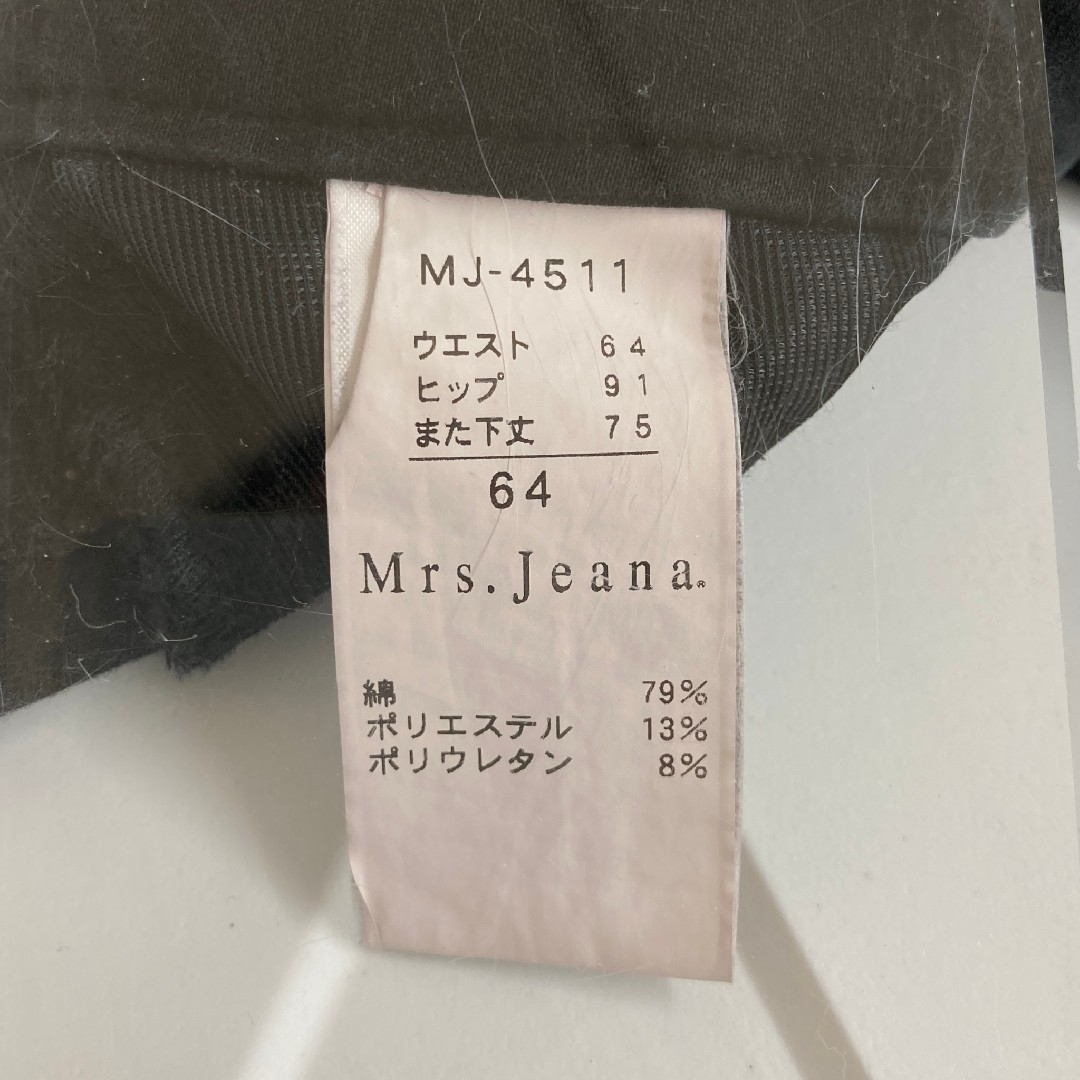 MJ-4511
ウエスト 64
ヒップ 91
また下丈 75
64
Mrs.Jeana®
綿 79%
ポリエステル 13%
ポリウレタン 8%